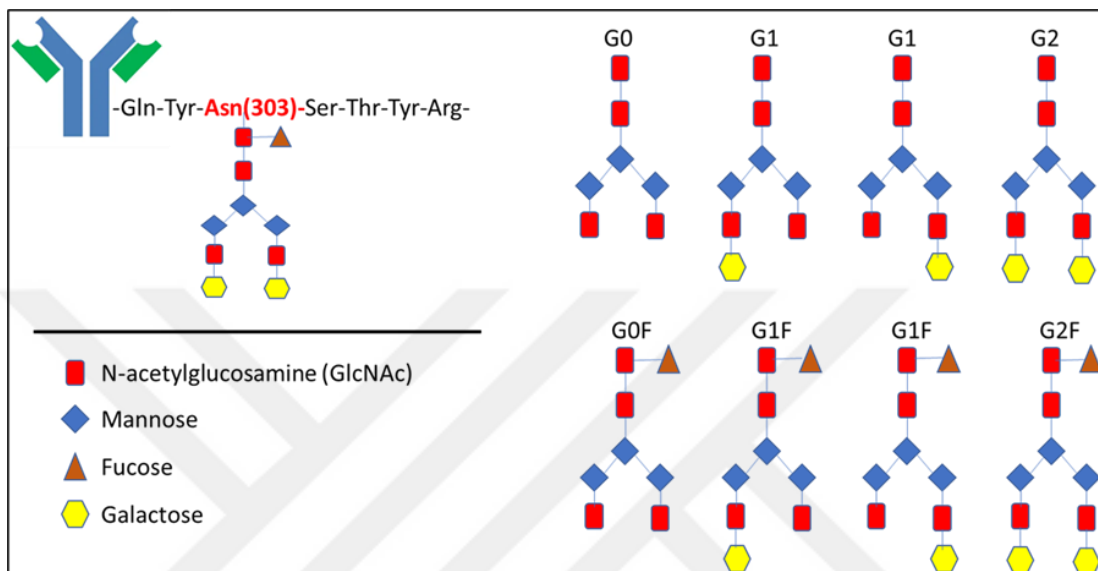 G0 G1 G1 G2
-Gln-Tyr-Asn(303)-Ser-Thr-Tyr-Arg-
G0F G1F G1F G2F
N-acetylglucosamine (GlcNAc)
Mannose
Fucose
Galactose